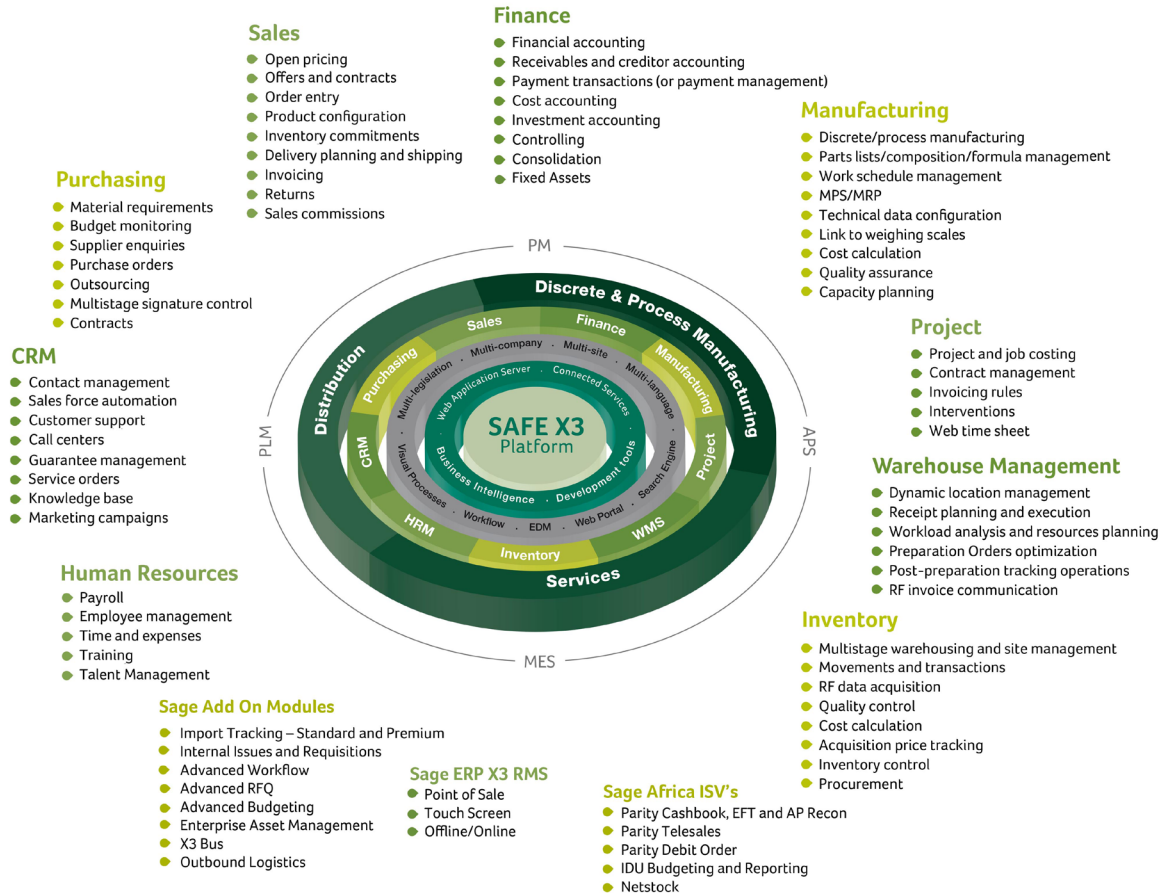 Finance
Financial accounting
Receivables and creditor accounting
Payment transactions (or payment management)
Cost accounting
Investment accounting
Controlling
Consolidation
Fixed Assets
Sales
Open pricing
Offers and contracts
Order entry
Product configuration
Inventory commitments
Delivery planning and shipping
Invoicing
Returns
Sales commissions
Manufacturing
Discrete/process manufacturing
Parts lists/composition/formula management
Work schedule management
MPS/MRP
Technical data configuration
Link to weighing scales
Cost calculation
Quality assurance
Capacity planning
Purchasing
Material requirements
Budget monitoring
Supplier enquiries
Purchase orders
Outsourcing
Multistage signature control
Contracts
CRM
Contact management
Sales force automation
Customer support
Call centers
Guarantee management
Service orders
Knowledge base
Marketing campaigns
PM
PLM
APS
MES
Distribution
Discrete & Process Manufacturing
Services
Purchasing
Sales
Finance
Manufacturing
Project
WMS
Inventory
HRM
CRM
Multi-legislation · Multi-company · Multi-site · Multi-language
Visual Processes · Workflow · EDM · Web Portal · Search Engine
Web Application Server · Connected Services
Business Intelligence · Development tools
SAFE X3
Platform
Project
Project and job costing
Contract management
Invoicing rules
Interventions
Web time sheet
Warehouse Management
Dynamic location management
Receipt planning and execution
Workload analysis and resources planning
Preparation Orders optimization
Post-preparation tracking operations
RF invoice communication
Human Resources
Payroll
Employee management
Time and expenses
Training
Talent Management
Inventory
Multistage warehousing and site management
Movements and transactions
RF data acquisition
Quality control
Cost calculation
Acquisition price tracking
Inventory control
Procurement
Sage Add On Modules
Import Tracking – Standard and Premium
Internal Issues and Requisitions
Advanced Workflow
Advanced RFQ
Advanced Budgeting
Enterprise Asset Management
X3 Bus
Outbound Logistics
Sage ERP X3 RMS
Point of Sale
Touch Screen
Offline/Online
Sage Africa ISV's
Parity Cashbook, EFT and AP Recon
Parity Telesales
Parity Debit Order
IDU Budgeting and Reporting
Netstock